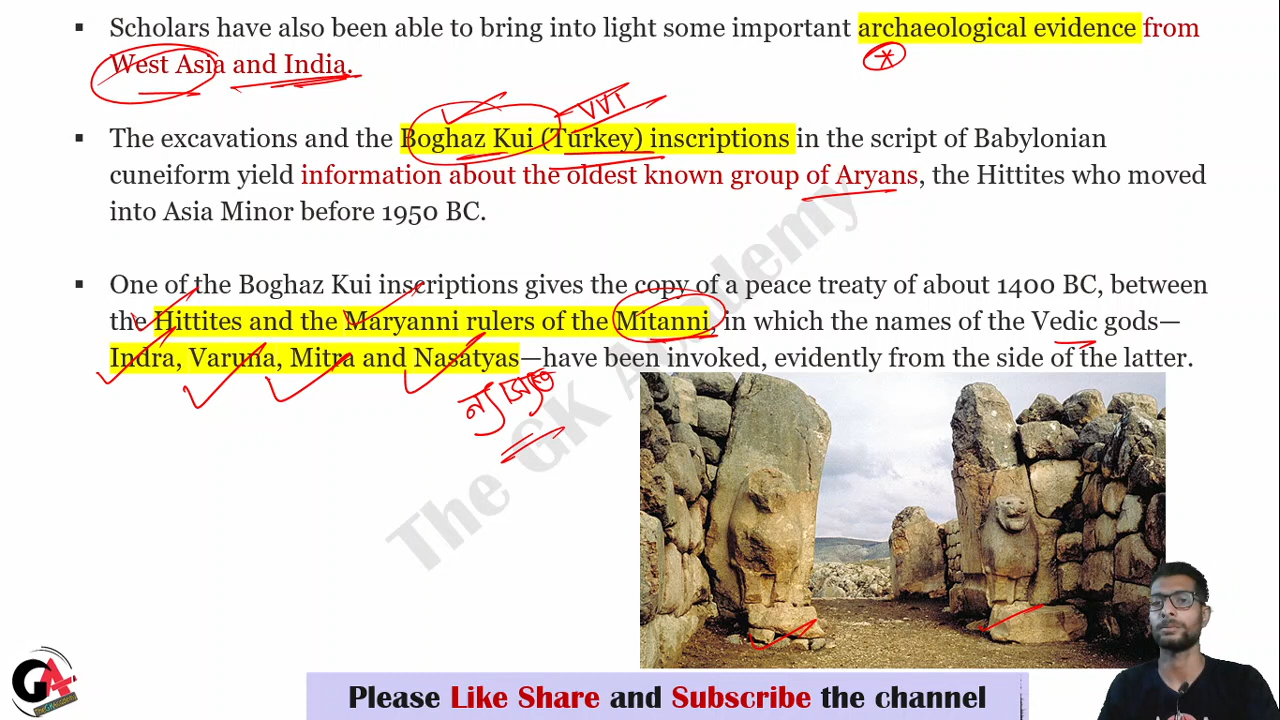 ▪ Scholars have also been able to bring into light some important archaeological evidence from
West Asia and India.
VVI
▪ The excavations and the Boghaz Kui (Turkey) inscriptions in the script of Babylonian
cuneiform yield information about the oldest known group of Aryans, the Hittites who moved
into Asia Minor before 1950 BC.
▪ One of the Boghaz Kui inscriptions gives the copy of a peace treaty of about 1400 BC, between
the Hittites and the Maryanni rulers of the Mitanni, in which the names of the Vedic gods—
Indra, Varuna, Mitra and Nasatyas—have been invoked, evidently from the side of the latter.
The GK Academy
GA
Please Like Share and Subscribe the channel